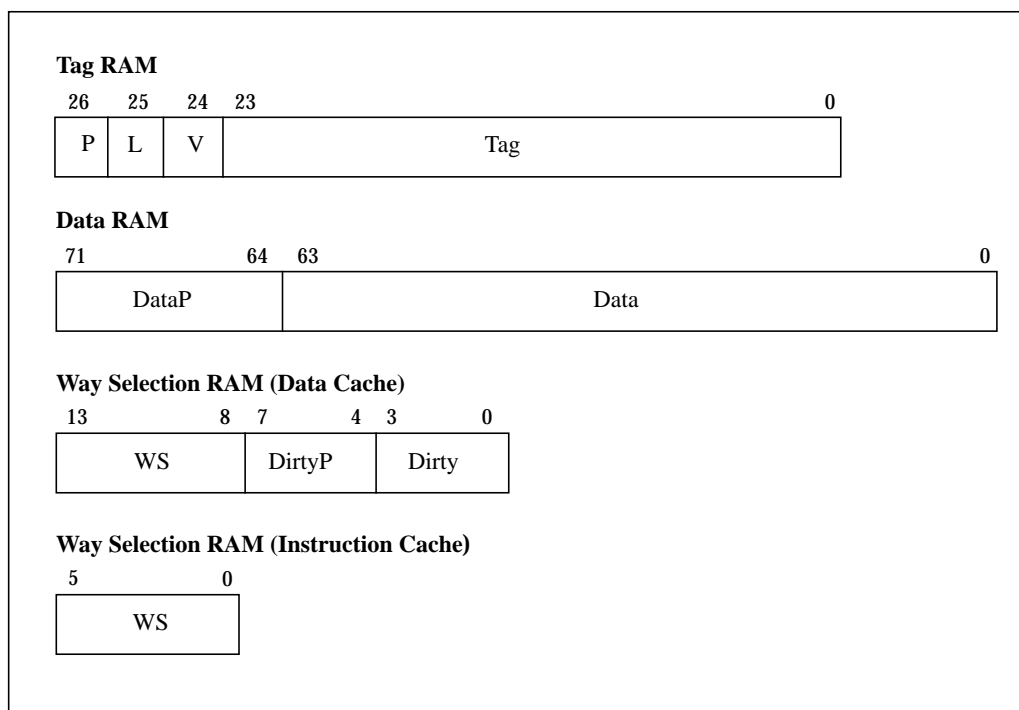 Tag RAM
26 25 24 23 0
P L V Tag
Data RAM
71 64 63 0
DataP Data
Way Selection RAM (Data Cache)
13 8 7 4 3 0
WS DirtyP Dirty
Way Selection RAM (Instruction Cache)
5 0
WS